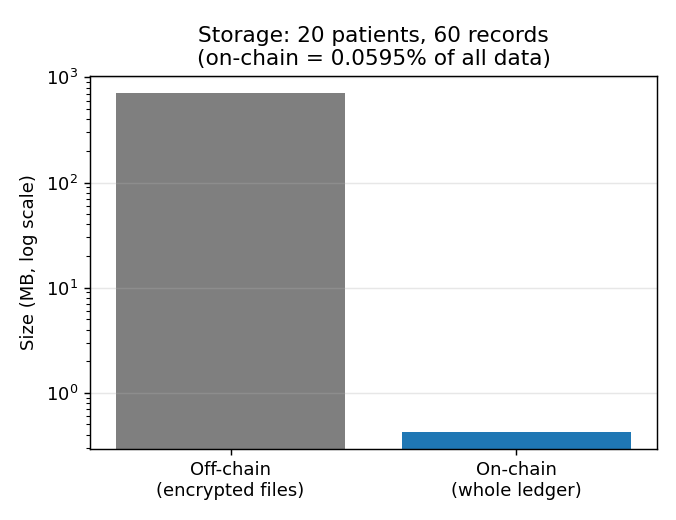 Storage: 20 patients, 60 records
(on-chain = 0.0595% of all data)
Size (MB, log scale)
10³
10²
10¹
10⁰
Off-chain
(encrypted files)
On-chain
(whole ledger)